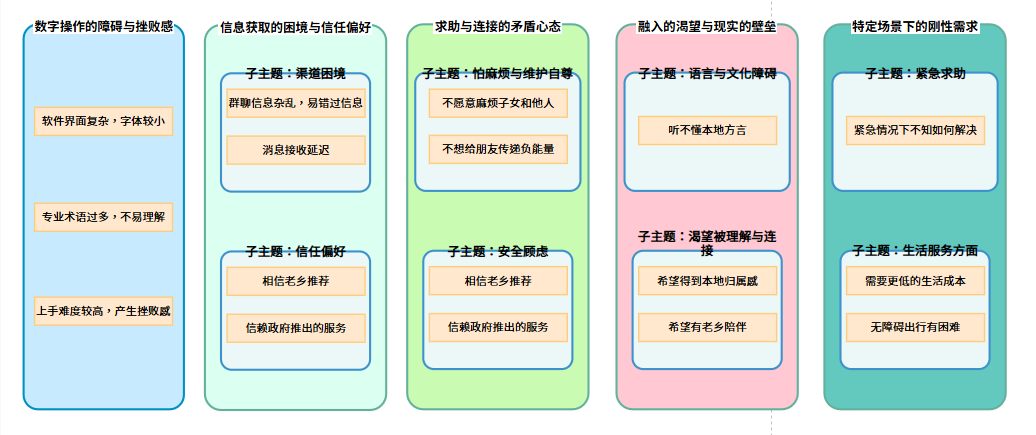 数字操作的障碍与挫败感
软件界面复杂，字体较小
专业术语过多，不易理解
上手难度较高，产生挫败感
信息获取的困境与信任偏好
子主题：渠道困境
群聊信息杂乱，易错过信息
消息接收延迟
子主题：信任偏好
相信老乡推荐
信赖政府推出的服务
求助与连接的矛盾心态
子主题：怕麻烦与维护自尊
不愿意麻烦子女和他人
不想给朋友传递负能量
子主题：安全顾虑
相信老乡推荐
信赖政府推出的服务
融入的渴望与现实的壁垒
子主题：语言与文化障碍
听不懂本地方言
子主题：渴望被理解与连
接
希望得到本地归属感
希望有老乡陪伴
特定场景下的刚性需求
子主题：紧急求助
紧急情况下不知如何解决
子主题：生活服务方面
需要更低的生活成本
无障碍出行有困难